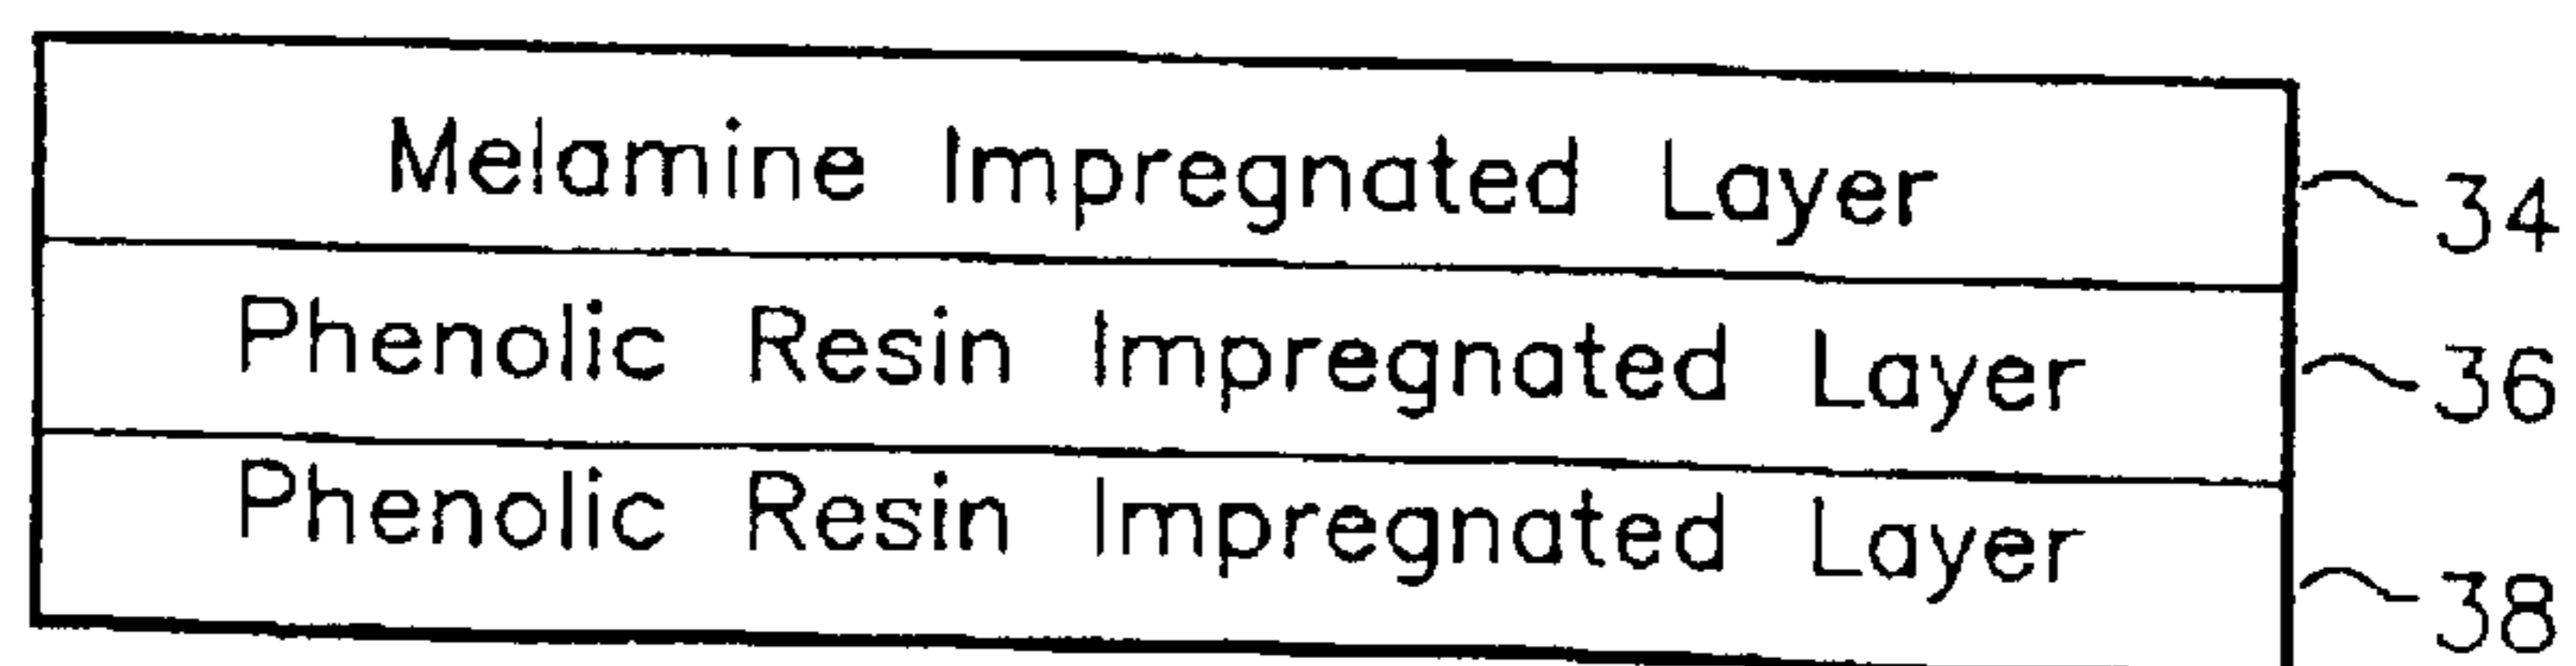 Melamine Impregnated Layer 34
Phenolic Resin Impregnated Layer 36
Phenolic Resin Impregnated Layer 38